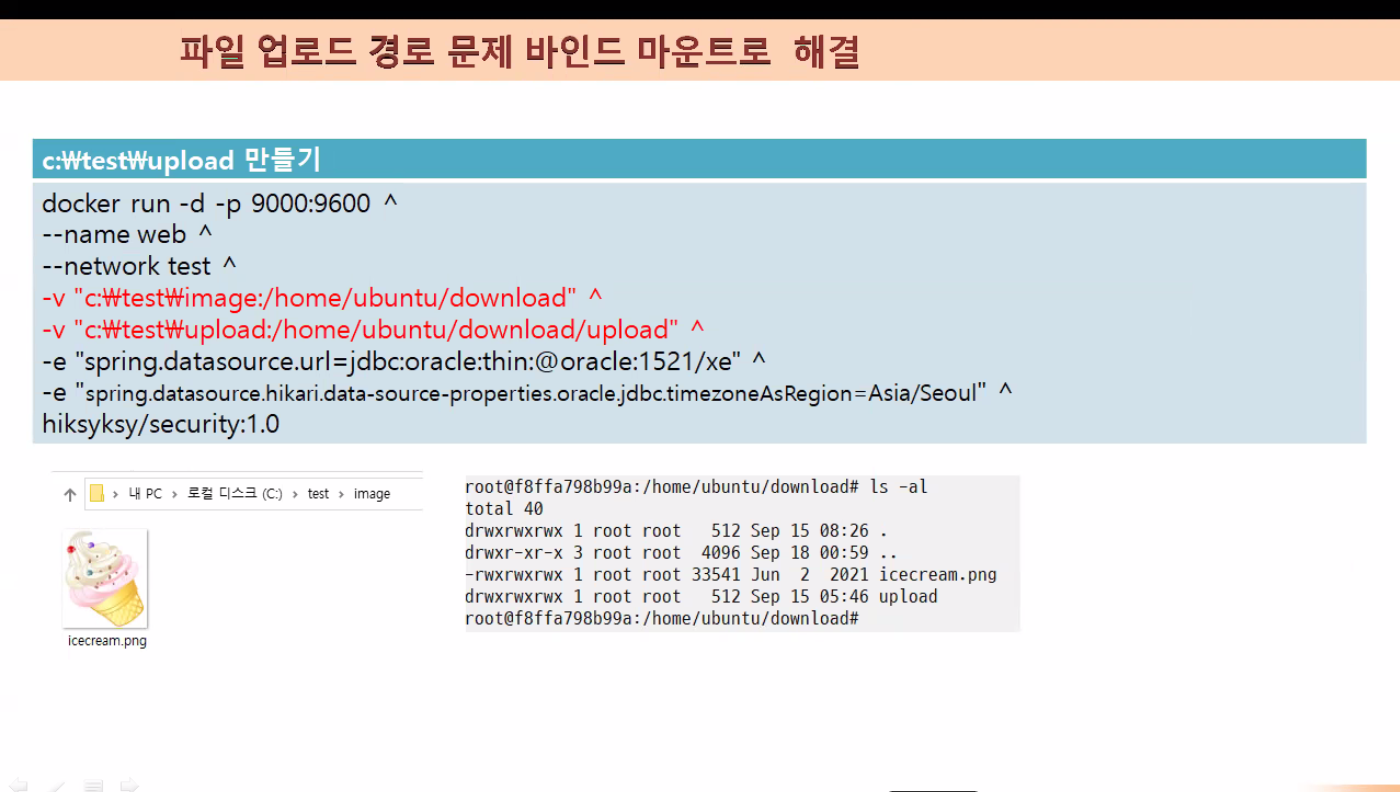 파일 업로드 경로 문제 바인드 마운트로 해결
c:₩test₩upload 만들기
docker run -d -p 9000:9600 ^
--name web ^
--network test ^
-v "c:₩test₩image:/home/ubuntu/download" ^
-v "c:₩test₩upload:/home/ubuntu/download/upload" ^
-e "spring.datasource.url=jdbc:oracle:thin:@oracle:1521/xe" ^
-e "spring.datasource.hikari.data-source-properties.oracle.jdbc.timezoneAsRegion=Asia/Seoul" ^
hiksyksy/security:1.0
내 PC > 로컬 디스크 (C:) > test > image
icecream.png
root@f8ffa798b99a:/home/ubuntu/download# ls -al
total 40
drwxrwxrwx 1 root root 512 Sep 15 08:26 .
drwxr-xr-x 3 root root 4096 Sep 18 00:59 ..
-rwxrwxrwx 1 root root 33541 Jun 2 2021 icecream.png
drwxrwxrwx 1 root root 512 Sep 15 05:46 upload
root@f8ffa798b99a:/home/ubuntu/download#